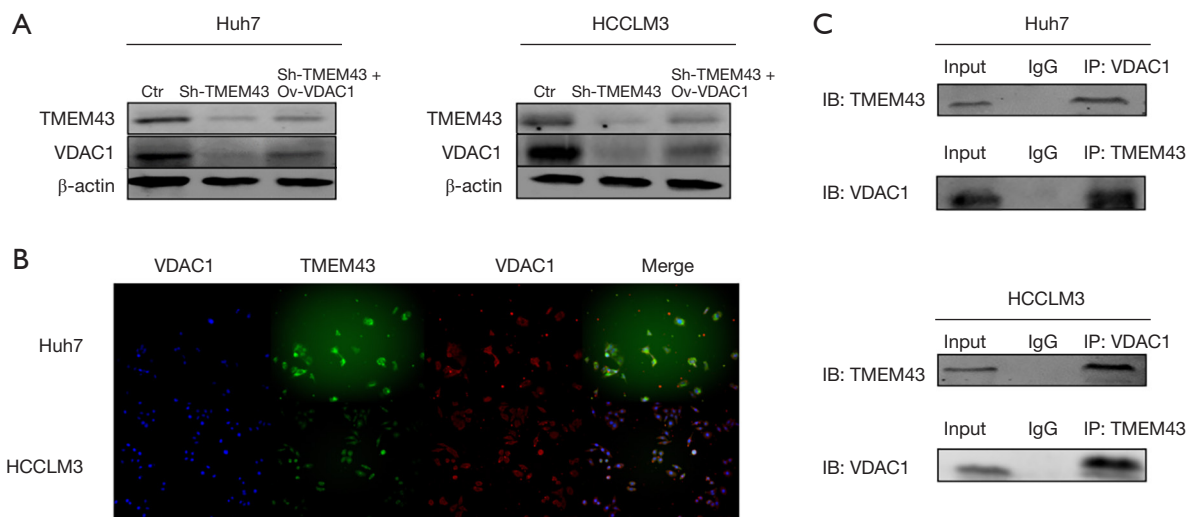 A
Huh7
Ctr Sh-TMEM43 Sh-TMEM43 +
Ov-VDAC1
TMEM43
VDAC1
β-actin
HCCLM3
Ctr Sh-TMEM43 Sh-TMEM43 +
Ov-VDAC1
TMEM43
VDAC1
β-actin
B
VDAC1 TMEM43 VDAC1 Merge
Huh7
HCCLM3
C
Huh7
Input IgG IP: VDAC1
IB: TMEM43
Input IgG IP: TMEM43
IB: VDAC1
HCCLM3
Input IgG IP: VDAC1
IB: TMEM43
Input IgG IP: TMEM43
IB: VDAC1